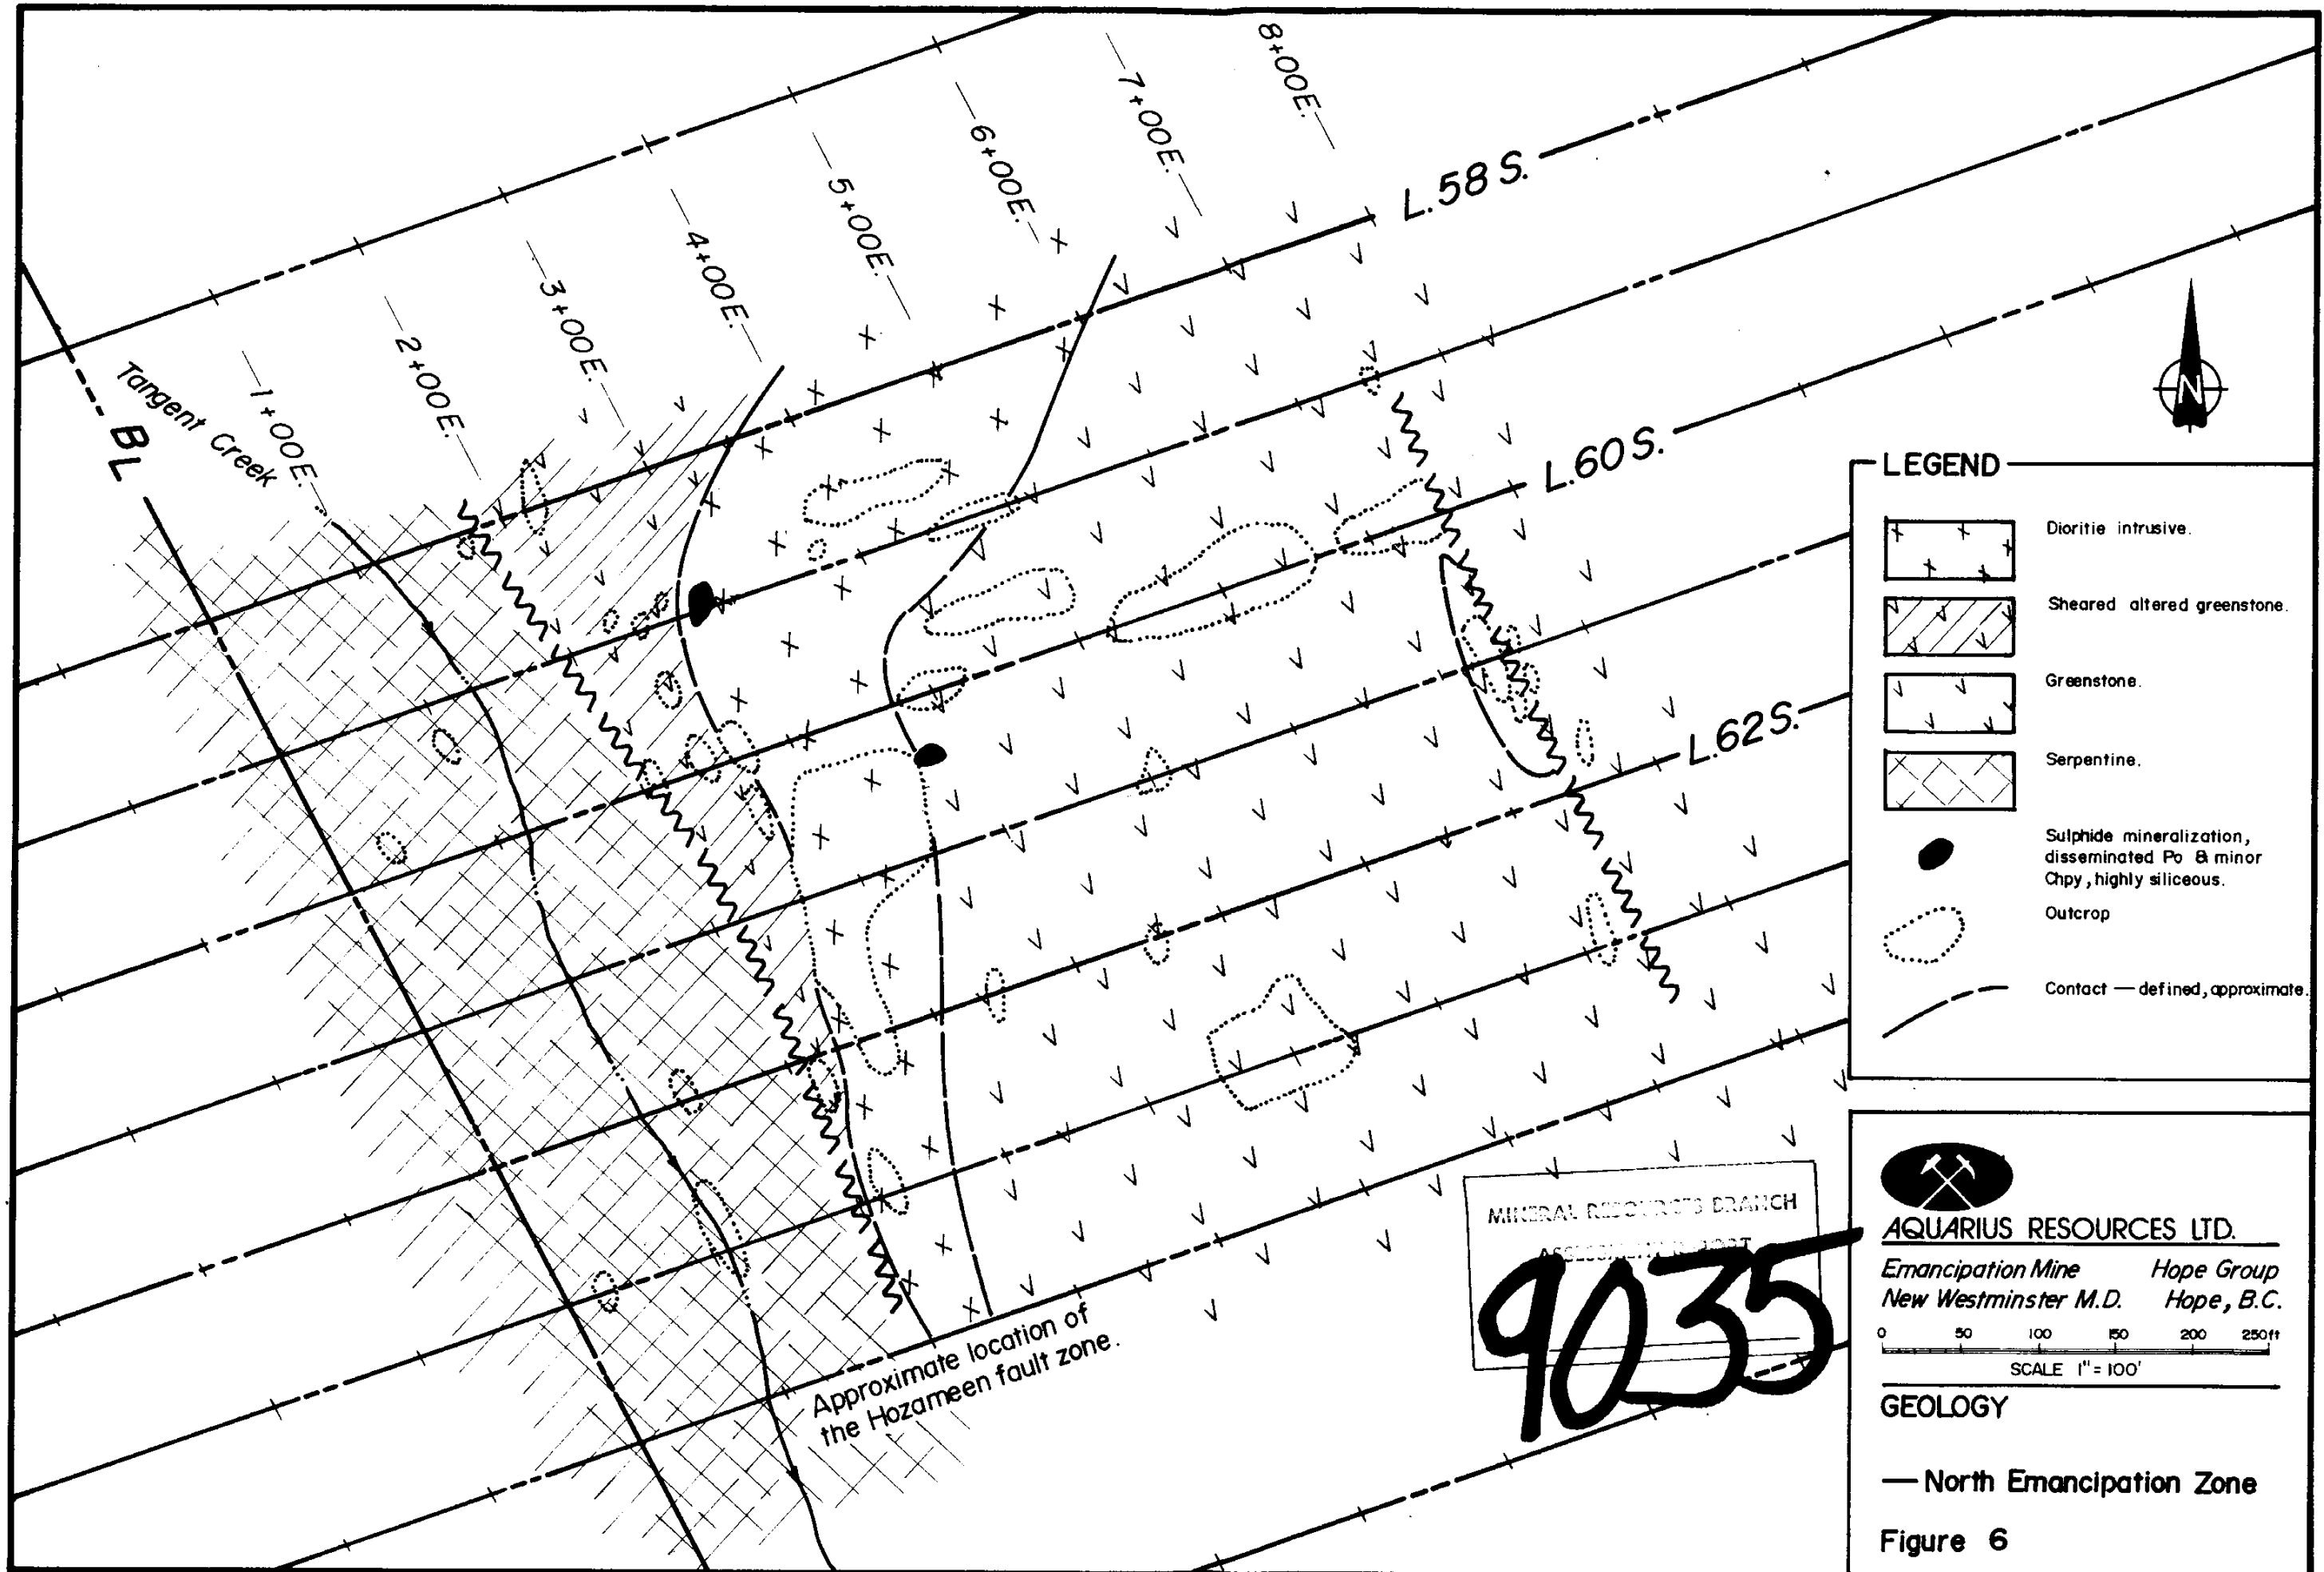 8+00E.
7+00E.
6+00E.
5+00E.
4+00E.
3+00E.
2+00E.
1+00E.
L.58 S.
L.60 S.
L.62 S.
BL
Tangent Creek
N
LEGEND
Dioritie intrusive.
Sheared altered greenstone.
Greenstone.
Serpentine.
Sulphide mineralization,
disseminated Po & minor
Chpy, highly siliceous.
Outcrop
Contact — defined, approximate.
Approximate location of
the Hozameen fault zone.
MINERAL RESOURCES BRANCH
ASSESSMENT REPORT
9035
AQUARIUS RESOURCES LTD.
Emancipation Mine Hope Group
New Westminster M.D. Hope, B.C.
0 50 100 150 200 250ft
SCALE 1" = 100'
GEOLOGY
— North Emancipation Zone
Figure 6